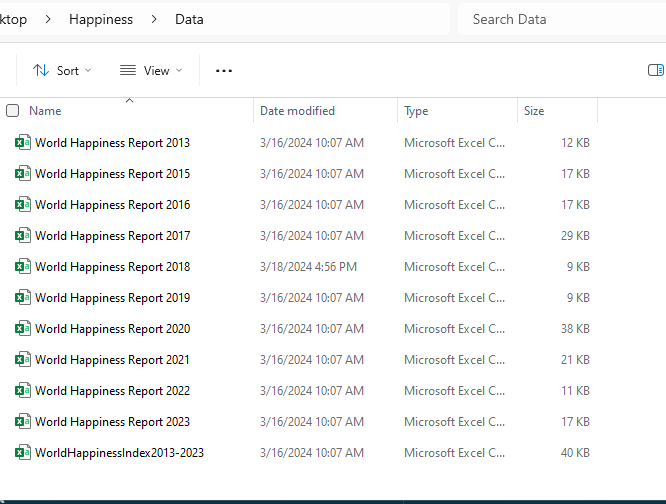 ktop > Happiness > Data Search Data
Sort View ...
Name Date modified Type Size
World Happiness Report 2013 3/16/2024 10:07 AM Microsoft Excel C... 12 KB
World Happiness Report 2015 3/16/2024 10:07 AM Microsoft Excel C... 17 KB
World Happiness Report 2016 3/16/2024 10:07 AM Microsoft Excel C... 17 KB
World Happiness Report 2017 3/16/2024 10:07 AM Microsoft Excel C... 29 KB
World Happiness Report 2018 3/18/2024 4:56 PM Microsoft Excel C... 9 KB
World Happiness Report 2019 3/16/2024 10:07 AM Microsoft Excel C... 9 KB
World Happiness Report 2020 3/16/2024 10:07 AM Microsoft Excel C... 38 KB
World Happiness Report 2021 3/16/2024 10:07 AM Microsoft Excel C... 21 KB
World Happiness Report 2022 3/16/2024 10:07 AM Microsoft Excel C... 11 KB
World Happiness Report 2023 3/16/2024 10:07 AM Microsoft Excel C... 17 KB
WorldHappinessIndex2013-2023 3/16/2024 10:07 AM Microsoft Excel C... 40 KB